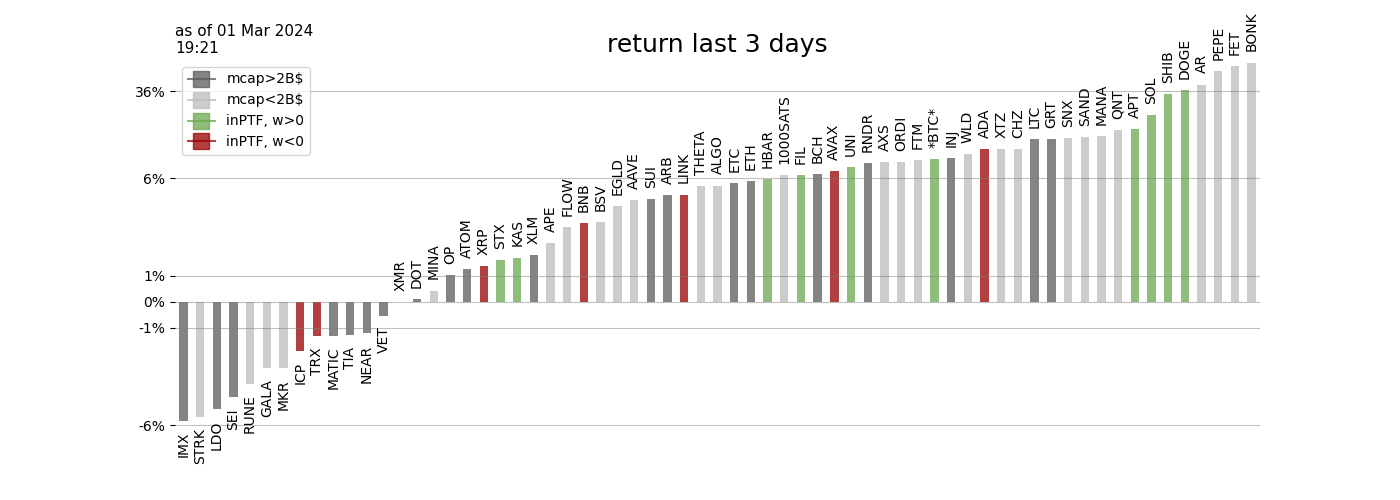 as of 01 Mar 2024
19:21
return last 3 days
mcap>2B$
mcap<2B$
inPTF, w>0
inPTF, w<0
36%
6%
1%
0%
-1%
-6%
IMX
STRK
LDO
SEI
RUNE
GALA
MKR
ICP
TRX
MATIC
TIA
NEAR
VET
XMR
DOT
MINA
OP
ATOM
XRP
STX
KAS
XLM
APE
FLOW
BNB
BSV
EGLD
AAVE
SUI
ARB
LINK
THETA
ALGO
ETC
ETH
HBAR
1000SATS
FIL
BCH
AVAX
UNI
RNDR
AXS
ORDI
FTM
*BTC*
INJ
WLD
ADA
XTZ
CHZ
LTC
GRT
SNX
SAND
MANA
QNT
APT
SOL
SHIB
DOGE
AR
PEPE
FET
BONK